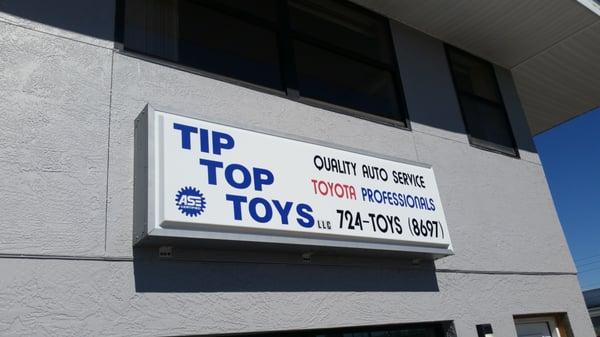 TIP
TOP
TOYS LLC
ASE
QUALITY AUTO SERVICE
TOYOTA PROFESSIONALS
724-TOYS (8697)